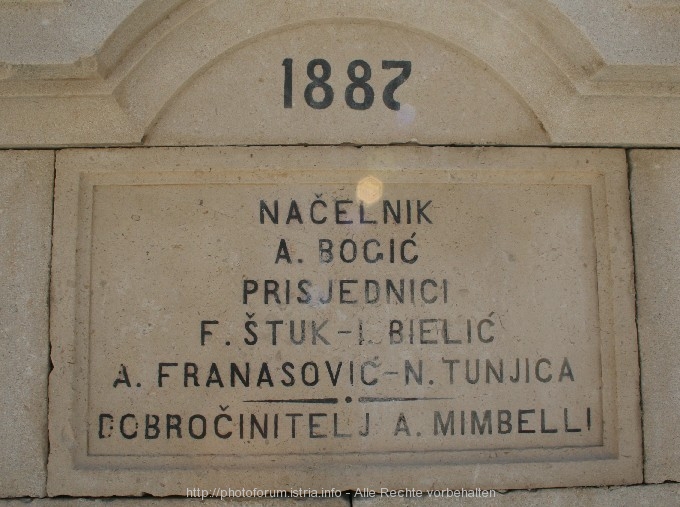 1887
NAČELNIK
A. BOGIĆ
PRISJEDNICI
F. ŠTUK - I. BIELIĆ
A. FRANASOVIĆ - N. TUNJICA
DOBROČINITELJ A. MIMBELLI
http://photoforum.istria.info - Alle Rechte vorbehalten